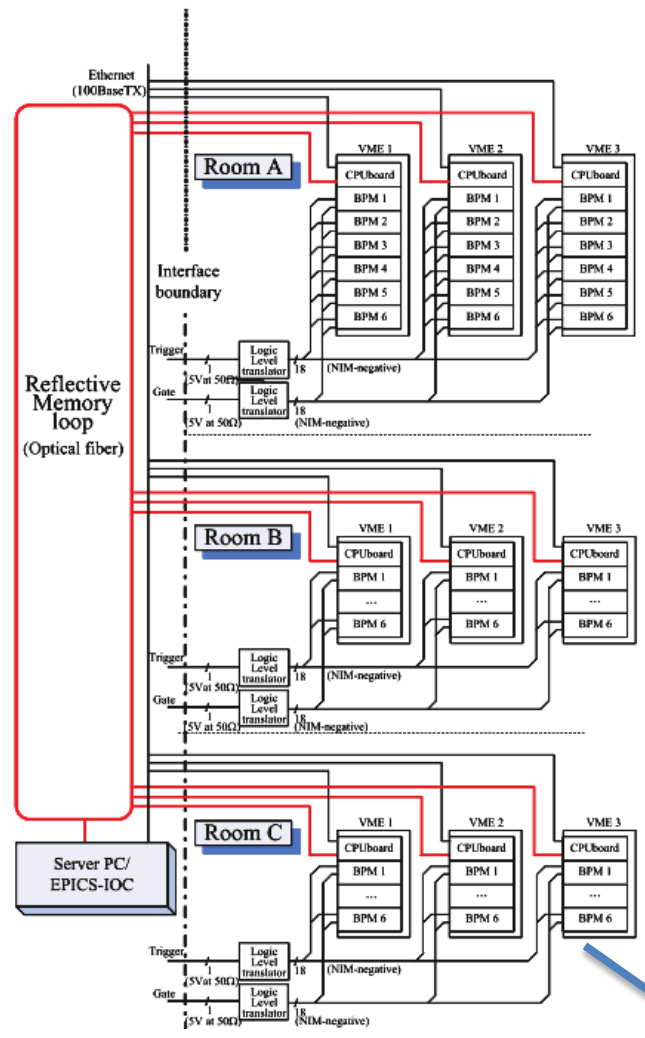 Ethernet
(100BaseTX)
Reflective
Memory
loop
(Optical fiber)
Server PC/
EPICS-IOC
Interface
boundary
Room A
VME 1
CPUboard
BPM 1
BPM 2
BPM 3
BPM 4
BPM 5
BPM 6
VME 2
CPUboard
BPM 1
BPM 2
BPM 3
BPM 4
BPM 5
BPM 6
VME 3
CPUboard
BPM 1
BPM 2
BPM 3
BPM 4
BPM 5
BPM 6
Trigger
1
(5Vat 50Ω)
Logic
Level
translator
18
(NIM-negative)
Gate
1
(5V at 50Ω)
Logic
Level
translator
18
(NIM-negative)
Room B
VME 1
CPUboard
BPM 1
...
BPM 6
VME 2
CPUboard
BPM 1
...
BPM 6
VME 3
CPUboard
BPM 1
...
BPM 6
Trigger
1
(5Vat 50Ω)
Logic
Level
translator
18
(NIM-negative)
Gate
1
(5V at 50Ω)
Logic
Level
translator
18
(NIM-negative)
Room C
VME 1
CPUboard
BPM 1
...
BPM 6
VME 2
CPUboard
BPM 1
...
BPM 6
VME 3
CPUboard
BPM 1
...
BPM 6
Trigger
1
(5Vat 50Ω)
Logic
Level
translator
18
(NIM-negative)
Gate
1
(5V at 50Ω)
Logic
Level
translator
18
(NIM-negative)